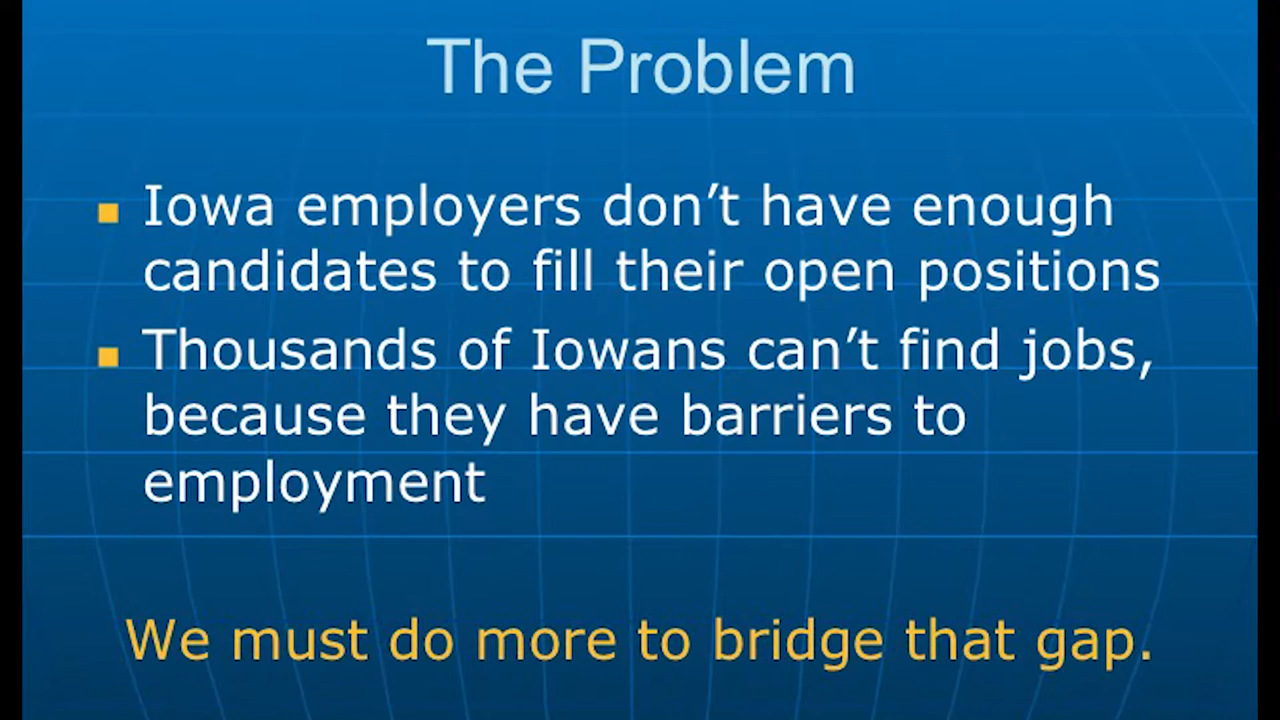 The Problem
Iowa employers don’t have enough
candidates to fill their open positions
Thousands of Iowans can’t find jobs,
because they have barriers to
employment
We must do more to bridge that gap.